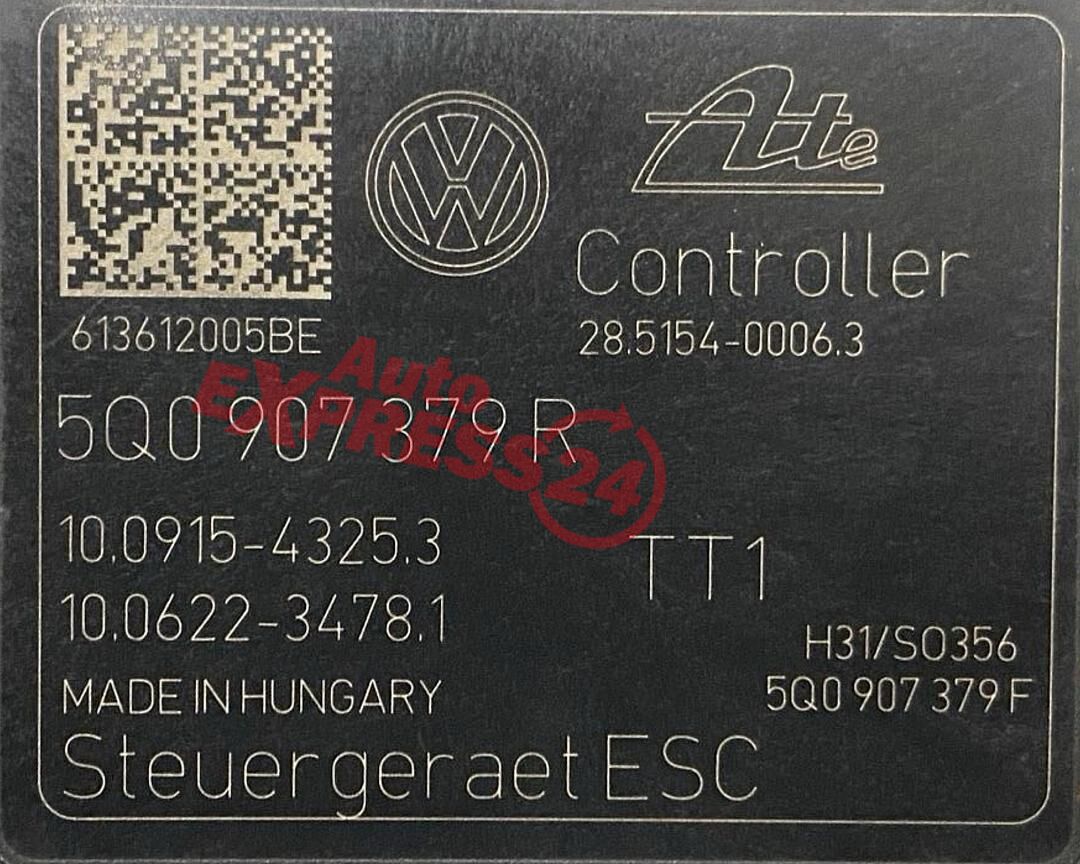 Ate
Controller
28.5154-0006.3
613612005BE
5Q0 907 379 R
Auto
EXPRESS24
10.0915-4325.3
TT1
10.0622-3478.1
H31/S0356
MADE IN HUNGARY
5Q0 907 379 F
Steuergeraet ESC